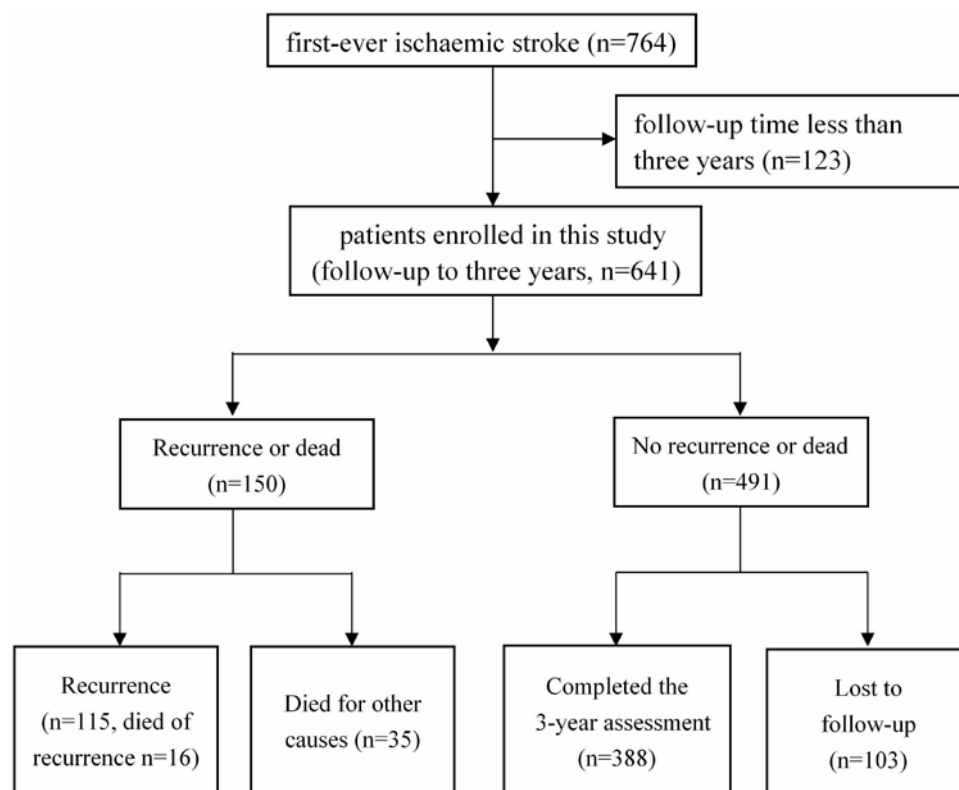 first-ever ischaemic stroke (n=764)
follow-up time less than
three years (n=123)
patients enrolled in this study
(follow-up to three years, n=641)
Recurrence or dead
(n=150)
No recurrence or dead
(n=491)
Recurrence
(n=115, died of
recurrence n=16)
Died for other
causes (n=35)
Completed the
3-year assessment
(n=388)
Lost to
follow-up
(n=103)